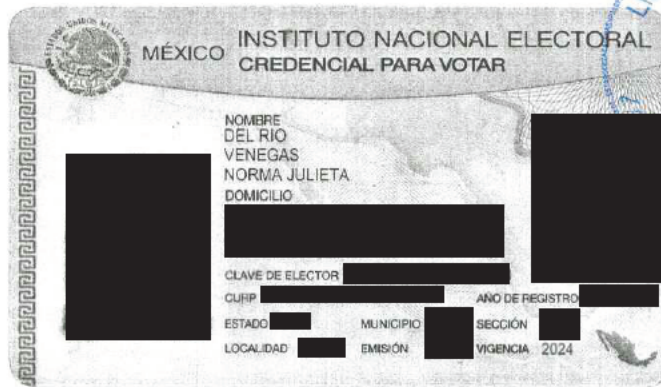 MÉXICO
INSTITUTO NACIONAL ELECTORAL
CREDENCIAL PARA VOTAR
NOMBRE
DEL RIO
VENEGAS
NORMA JULIETA
DOMICILIO
CLAVE DE ELECTOR
CURP AÑO DE REGISTRO
ESTADO MUNICIPIO SECCIÓN
LOCALIDAD EMISIÓN VIGENCIA 2024